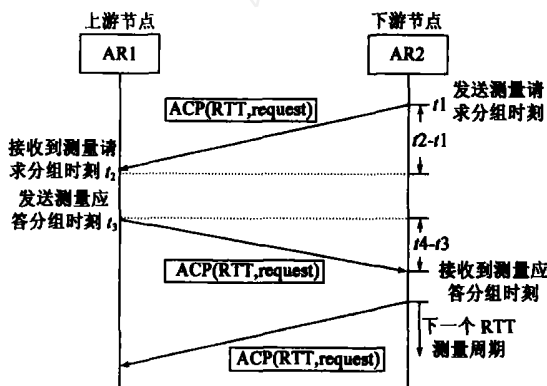 上游节点
下游节点
AR1
AR2
ACP(RTT,request)
t1
发送测量请
求分组时刻
t2-t1
接收到测量请
求分组时刻 t₂
发送测量应
答分组时刻 t₃
t4-t3
ACP(RTT,request)
接收到测量应
答分组时刻
下一个 RTT
测量周期
ACP(RTT,request)